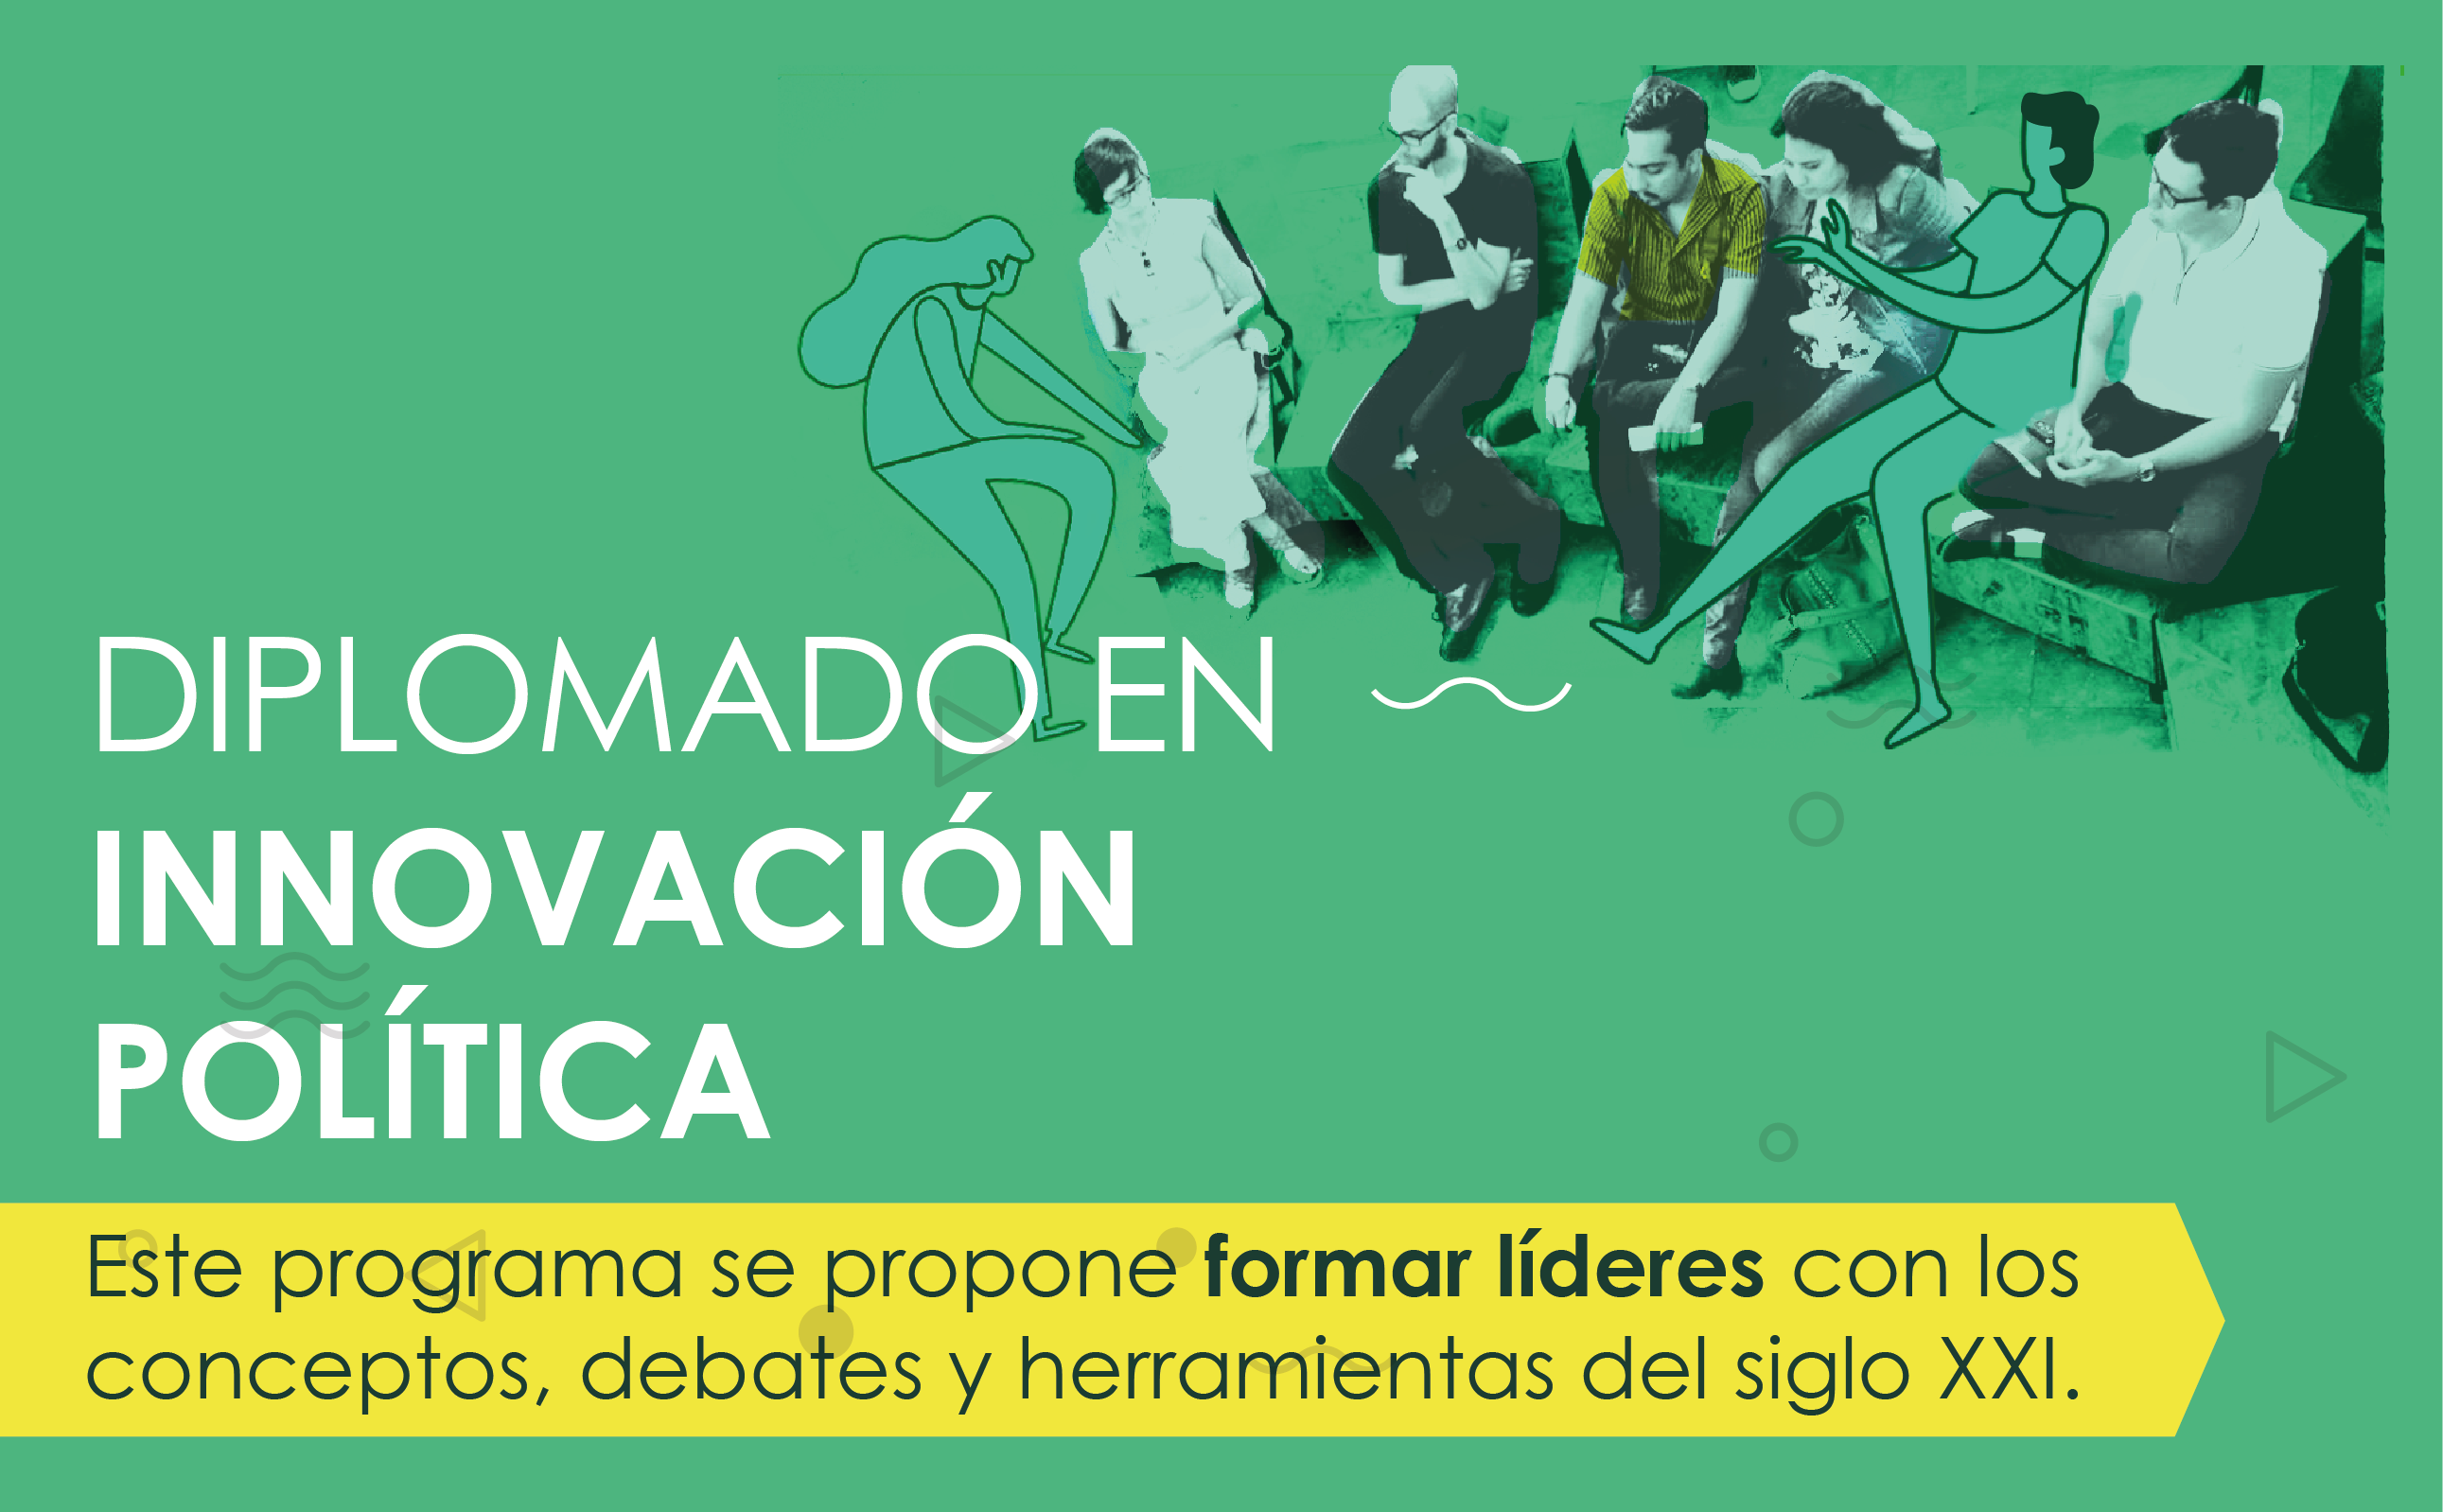 DIPLOMADO EN
INNOVACIÓN
POLÍTICA
Este programa se propone formar líderes con los
conceptos, debates y herramientas del siglo XXI.